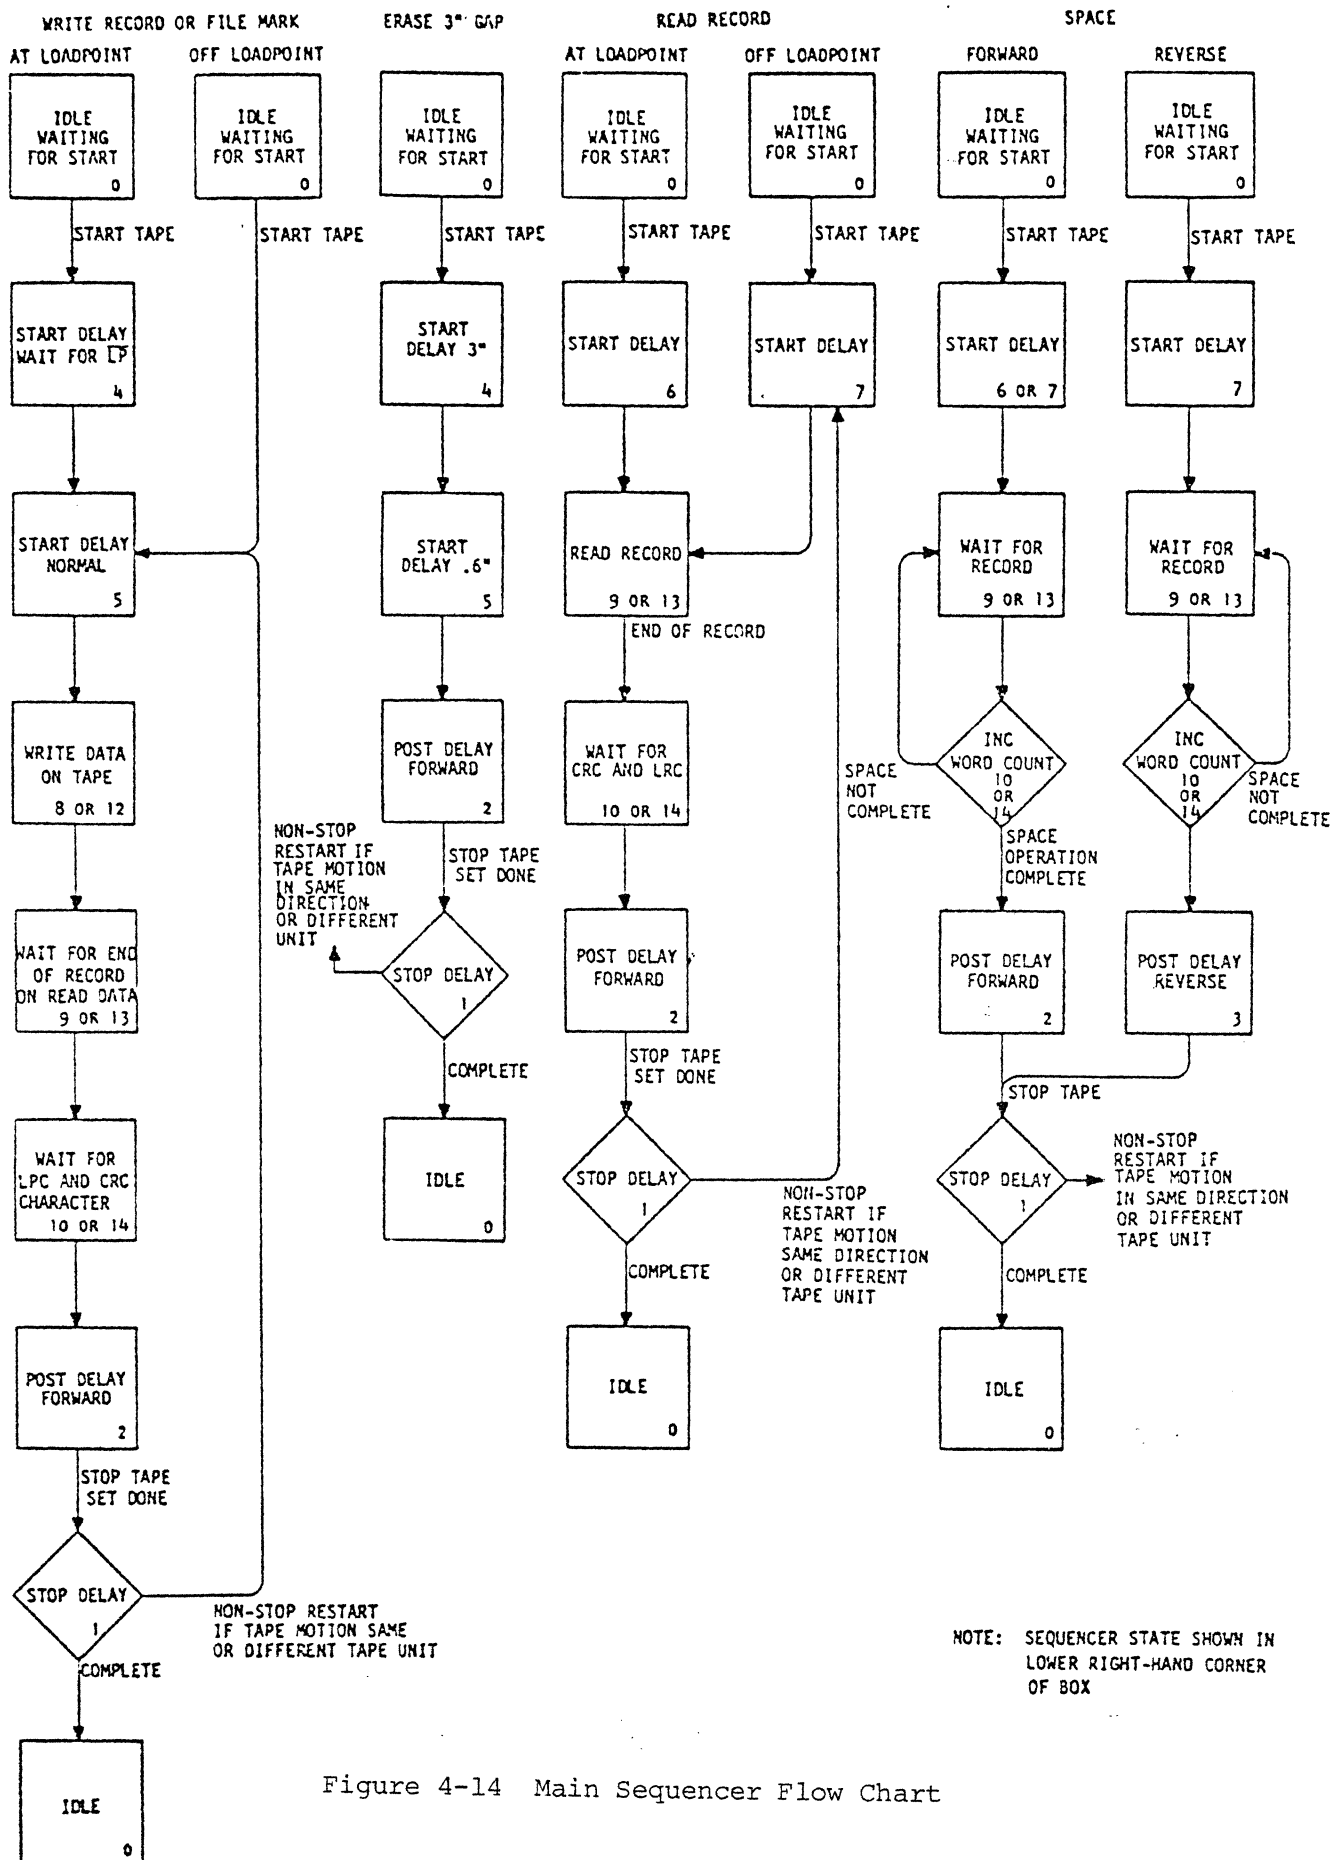 WRITE RECORD OR FILE MARK
AT LOADPOINT
OFF LOADPOINT
IDLE
WAITING
FOR START
0
START TAPE
IDLE
WAITING
FOR START
0
START TAPE
START DELAY
WAIT FOR L̅P̅
4
START DELAY
NORMAL
5
WRITE DATA
ON TAPE
8 OR 12
WAIT FOR END
OF RECORD
ON READ DATA
9 OR 13
WAIT FOR
LPC AND CRC
CHARACTER
10 OR 14
POST DELAY
FORWARD
2
STOP TAPE
SET DONE
STOP DELAY
1
NON-STOP RESTART
IF TAPE MOTION SAME
OR DIFFERENT TAPE UNIT
COMPLETE
IDLE
0
ERASE 3" GAP
IDLE
WAITING
FOR START
0
START TAPE
START
DELAY 3"
4
START
DELAY .6"
5
POST DELAY
FORWARD
2
STOP TAPE
SET DONE
NON-STOP
RESTART IF
TAPE MOTION
IN SAME
DIRECTION
OR DIFFERENT
UNIT
STOP DELAY
1
COMPLETE
IDLE
0
READ RECORD
AT LOADPOINT
OFF LOADPOINT
IDLE
WAITING
FOR START
0
START TAPE
IDLE
WAITING
FOR START
0
START TAPE
START DELAY
6
START DELAY
7
READ RECORD
9 OR 13
END OF RECORD
WAIT FOR
CRC AND LRC
10 OR 14
POST DELAY
FORWARD
2
STOP TAPE
SET DONE
STOP DELAY
1
NON-STOP
RESTART IF
TAPE MOTION
SAME DIRECTION
OR DIFFERENT
TAPE UNIT
COMPLETE
IDLE
0
SPACE
FORWARD
REVERSE
IDLE
WAITING
FOR START
0
START TAPE
IDLE
WAITING
FOR START
0
START TAPE
START DELAY
6 OR 7
START DELAY
7
WAIT FOR
RECORD
9 OR 13
WAIT FOR
RECORD
9 OR 13
INC
WORD COUNT
10
OR
14
SPACE
NOT
COMPLETE
INC
WORD COUNT
10
OR
14
SPACE
NOT
COMPLETE
SPACE
OPERATION
COMPLETE
POST DELAY
FORWARD
2
POST DELAY
REVERSE
3
STOP TAPE
STOP DELAY
1
NON-STOP
RESTART IF
TAPE MOTION
IN SAME DIRECTION
OR DIFFERENT
TAPE UNIT
COMPLETE
IDLE
0
NOTE: SEQUENCER STATE SHOWN IN
LOWER RIGHT-HAND CORNER
OF BOX
Figure 4-14 Main Sequencer Flow Chart